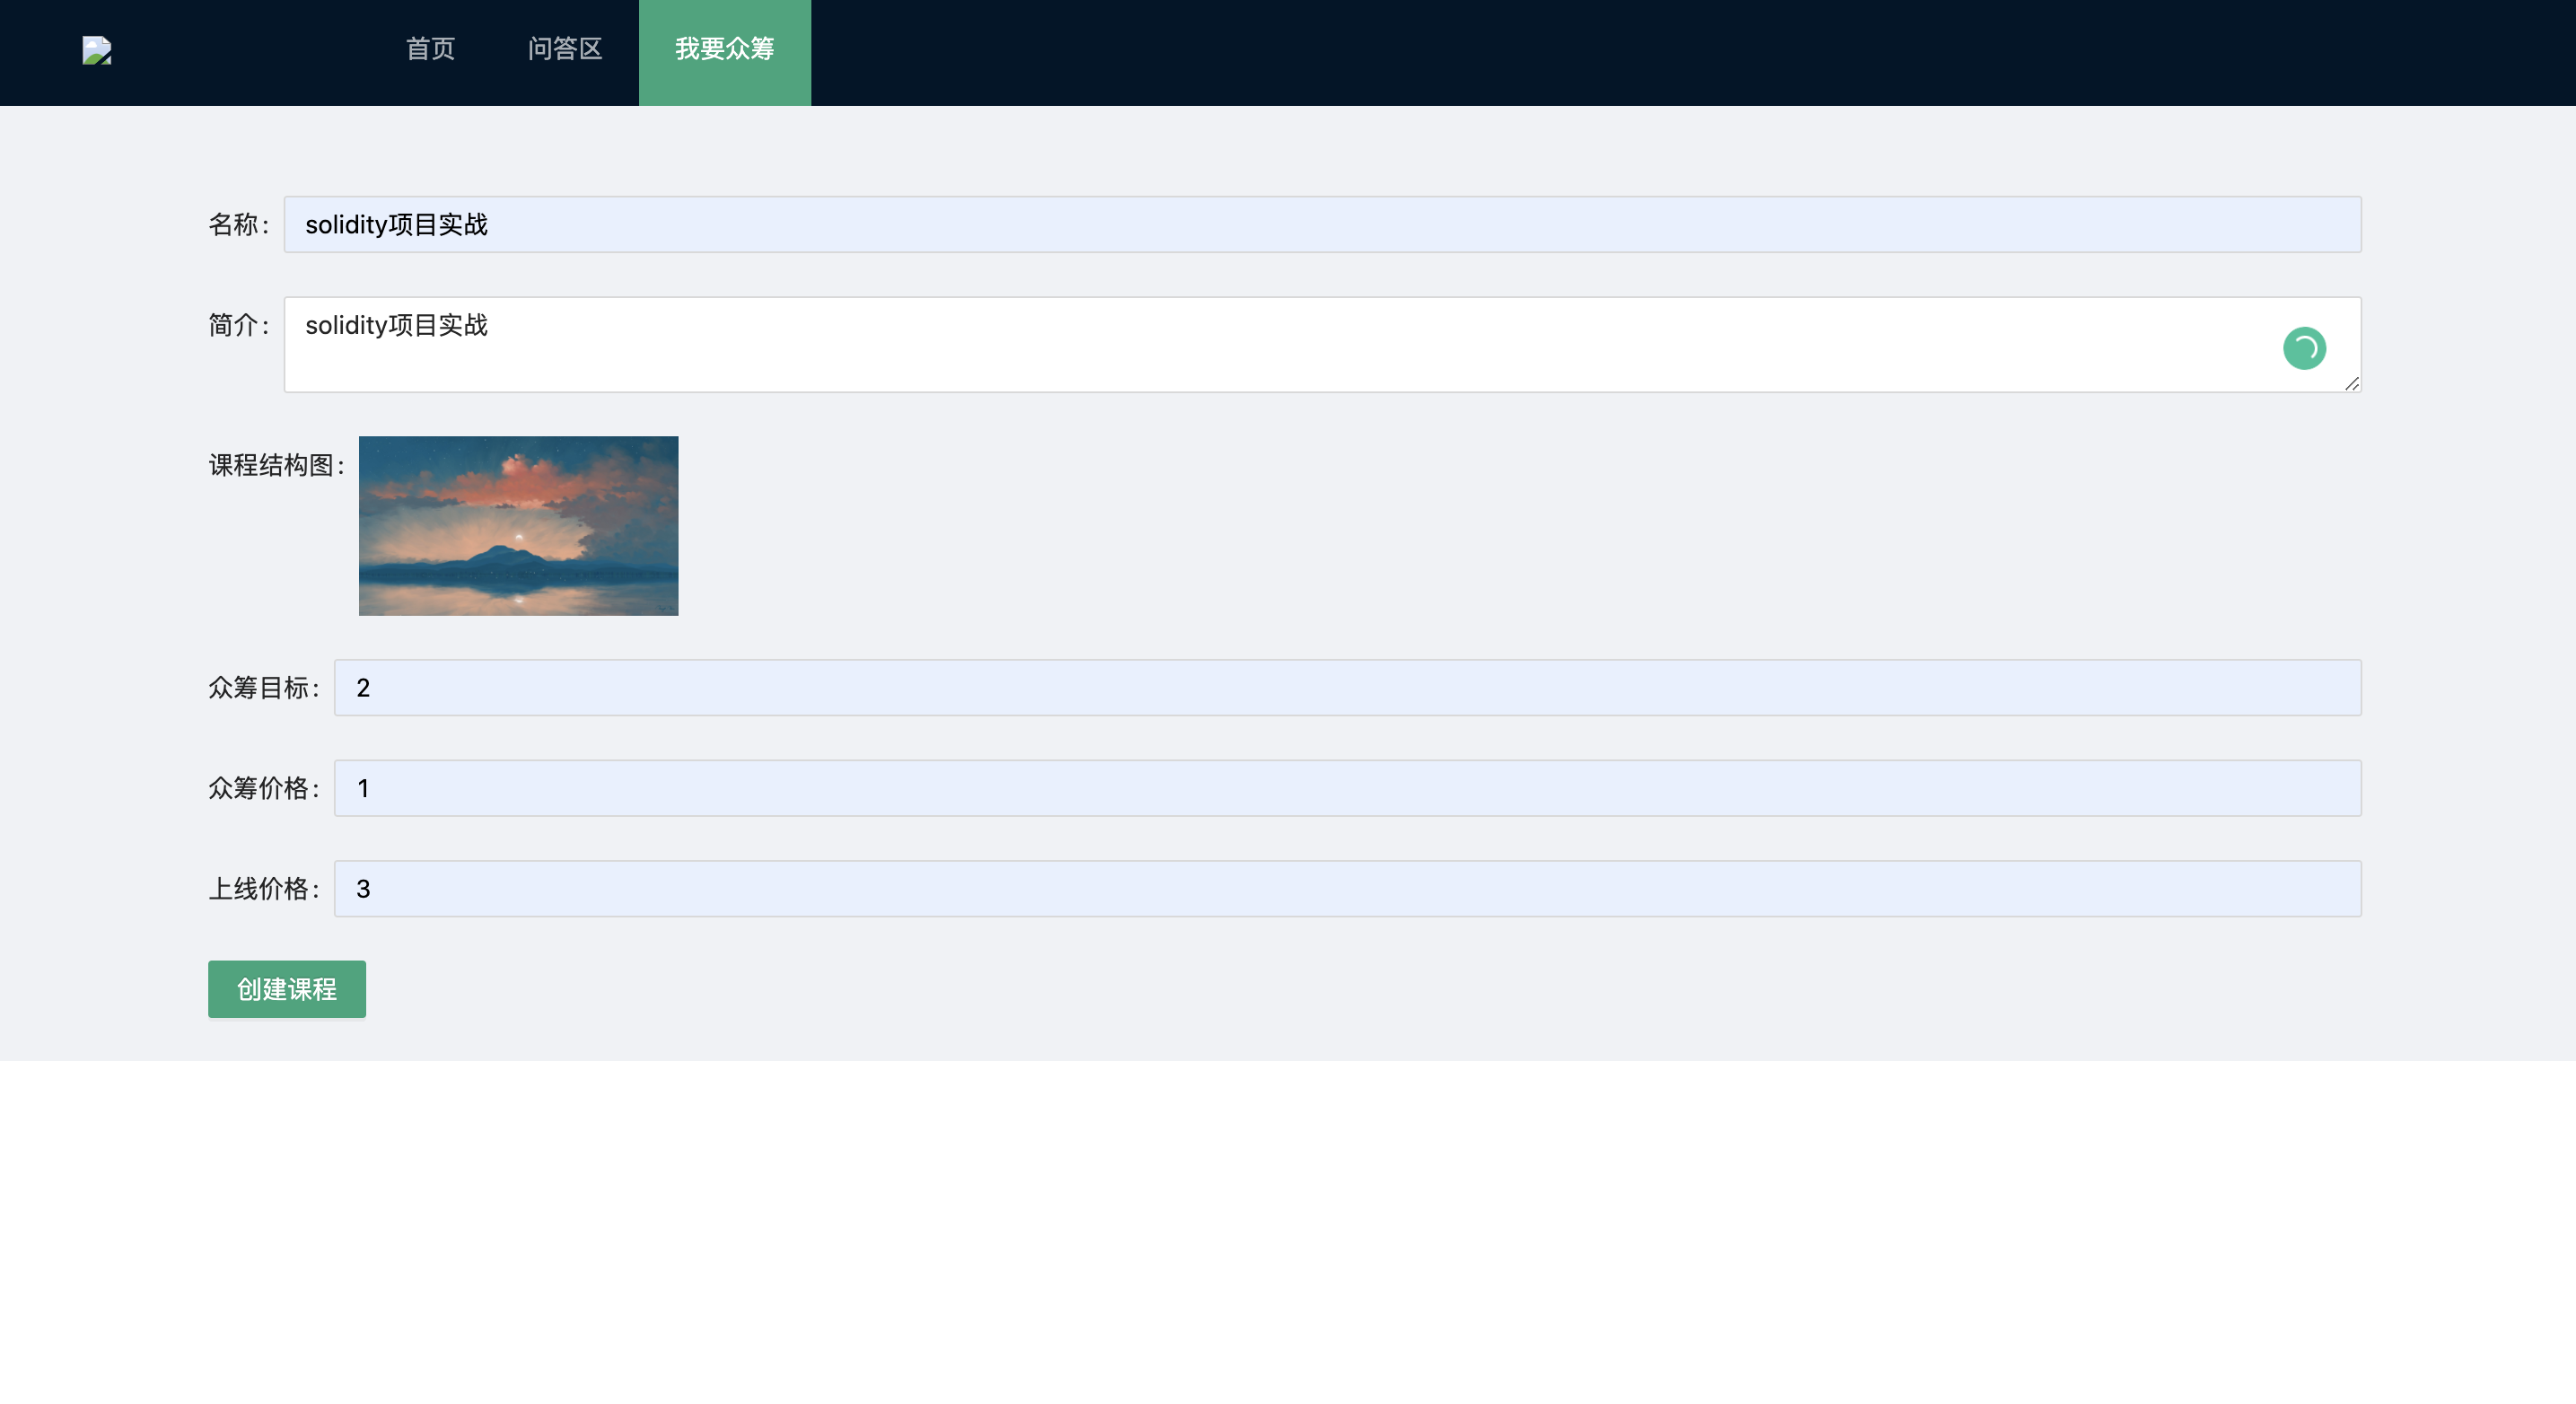 首页 问答区 我要众筹
名称: solidity项目实战
简介: solidity项目实战
课程结构图:
众筹目标: 2
众筹价格: 1
上线价格: 3
创建课程